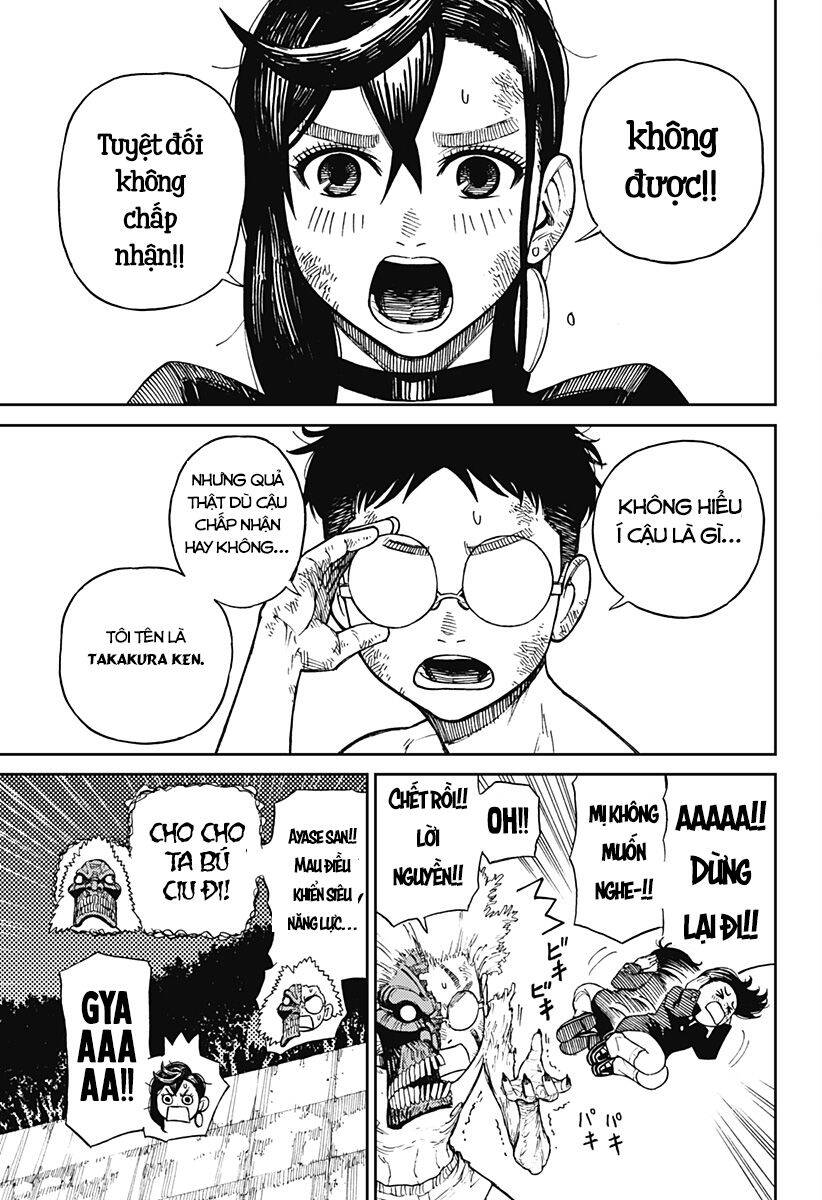 không
được!!
Tuyệt đối
không
chấp
nhận!!
KHÔNG HIỂU
Í CẬU LÀ GÌ...
NHƯNG QUẢ
THẬT DÙ CẬU
CHẤP NHẬN
HAY KHÔNG...
TÔI TÊN LÀ
TAKAKURA KEN.
AAAAA!!
DỪNG
LẠI ĐI!!
MỊ KHÔNG
MUỐN
NGHE-!!
OH!!
CHẾT RỒI!!
LỜI
NGUYỀN!!
ビキ
ビキ
パキ
パキ
AYASE SAN!!
MAU ĐIỀU
KHIỂN SIÊU
NĂNG LỰC...
CHO CHO
TA BÚ
CIU ĐI!
GYA
AAA
AA
AA!!